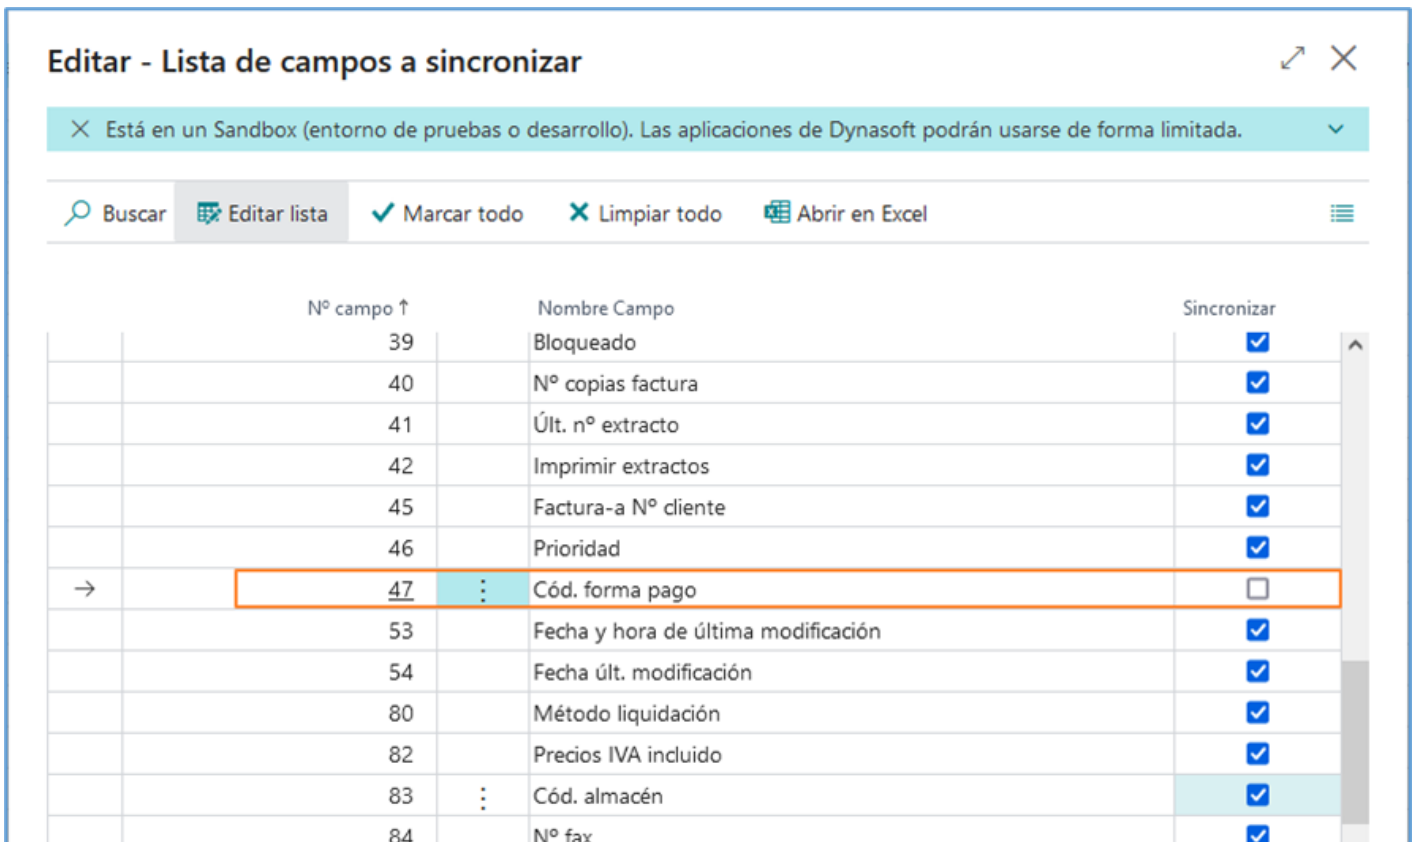 Editar - Lista de campos a sincronizar
Está en un Sandbox (entorno de pruebas o desarrollo). Las aplicaciones de Dynasoft podrán usarse de forma limitada.
Buscar Editar lista Marcar todo Limpiar todo Abrir en Excel
Nº campo ↑ Nombre Campo Sincronizar
39 Bloqueado
40 Nº copias factura
41 Últ. nº extracto
42 Imprimir extractos
45 Factura-a Nº cliente
46 Prioridad
47 Cód. forma pago
53 Fecha y hora de última modificación
54 Fecha últ. modificación
80 Método liquidación
82 Precios IVA incluido
83 Cód. almacén
84 Nº fax